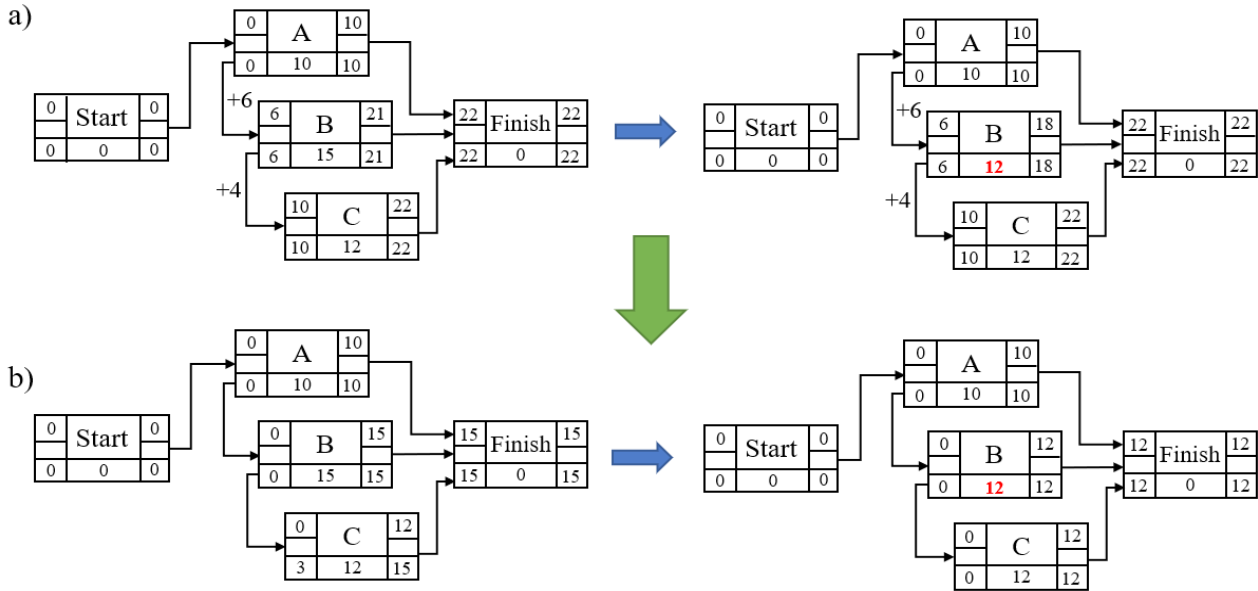 a)
0 A 10
0 10 10
+6
0 Start 0
0 0 0
6 B 21
6 15 21
22 Finish 22
22 0 22
+4
10 C 22
10 12 22
0 A 10
0 10 10
+6
0 Start 0
0 0 0
6 B 18
6 12 18
22 Finish 22
22 0 22
+4
10 C 22
10 12 22
b)
0 A 10
0 10 10
0 Start 0
0 0 0
0 B 15
0 15 15
15 Finish 15
15 0 15
0 C 12
3 12 15
0 A 10
0 10 10
0 Start 0
0 0 0
0 B 12
0 12 12
12 Finish 12
12 0 12
0 C 12
0 12 12